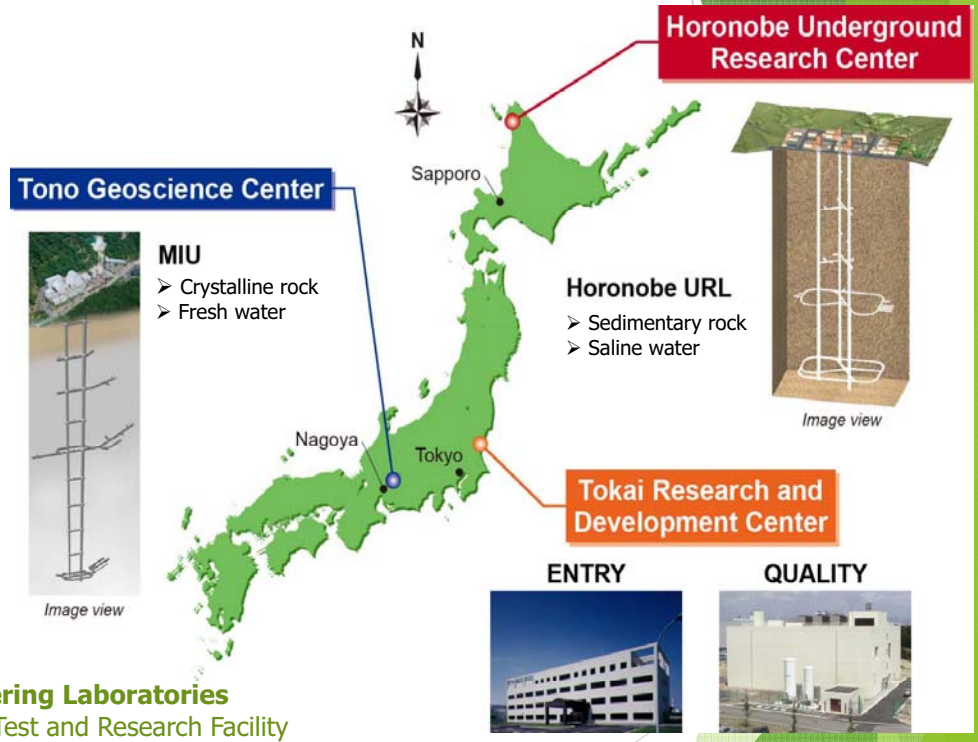 Horonobe Underground
Research Center
N
Sapporo
Tono Geoscience Center
MIU
➢ Crystalline rock
➢ Fresh water
Horonobe URL
➢ Sedimentary rock
➢ Saline water
Image view
Nagoya
Tokyo
Tokai Research and
Development Center
Image view
ENTRY
QUALITY
ering Laboratories
Test and Research Facility